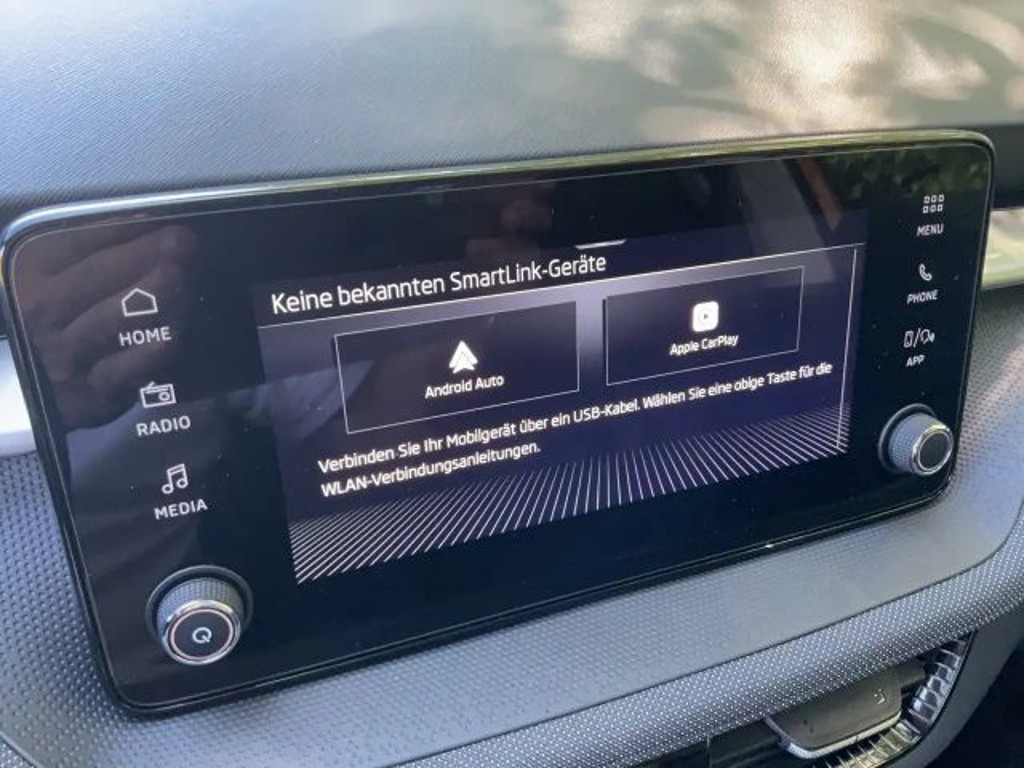 Keine bekannten SmartLink-Geräte
Android Auto
Apple CarPlay
Verbinden Sie Ihr Mobilgerät über ein USB-Kabel. Wählen Sie eine obige Taste für die
WLAN-Verbindungsanleitungen.
HOME
RADIO
MEDIA
MENU
PHONE
APP